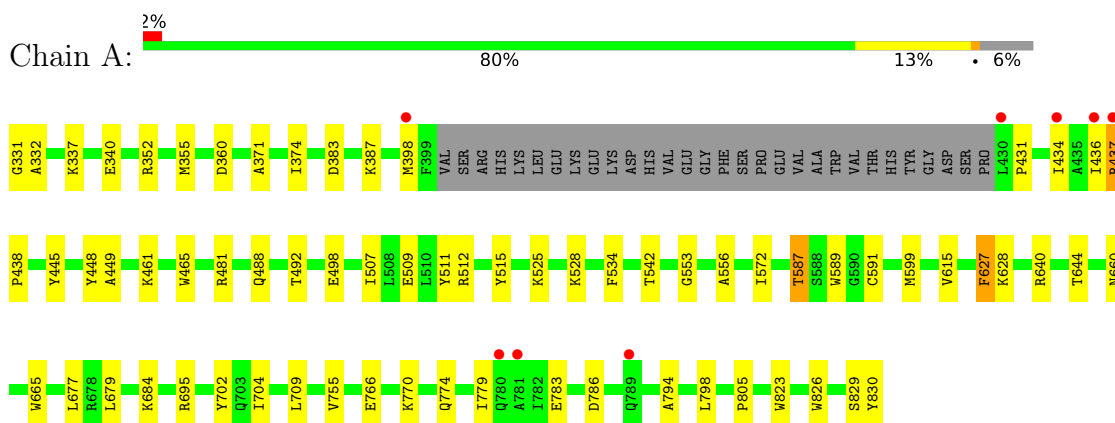 2%
Chain A:
80% 13% • 6%
G331 A332 K337 E340 R352 M355 D360 A371 I374 D383 K387 M398 F399 VAL SER ARG HIS LYS LEU GLU LYS GLU LYS ASP HIS VAL GLU GLY PHE SER PRO GLU VAL ALA TRP VAL THR HIS TYR GLY ASP SER PRO L430 P431 I434 A435 I436 R437
P438 Y445 Y448 A449 K461 W465 R481 Q488 T492 E498 I507 L508 E509 L510 Y511 R512 Y515 K525 K528 F534 T542 G553 A556 I572 T587 S588 W589 G590 C591 M599 V615 F627 K628 R640 T644 N660
W665 L677 R678 L679 K684 R695 Y702 Q703 I704 L709 V755 E766 K770 Q774 I779 Q780 A781 I782 E783 D786 Q789 A794 L798 P805 W823 W826 S829 Y830